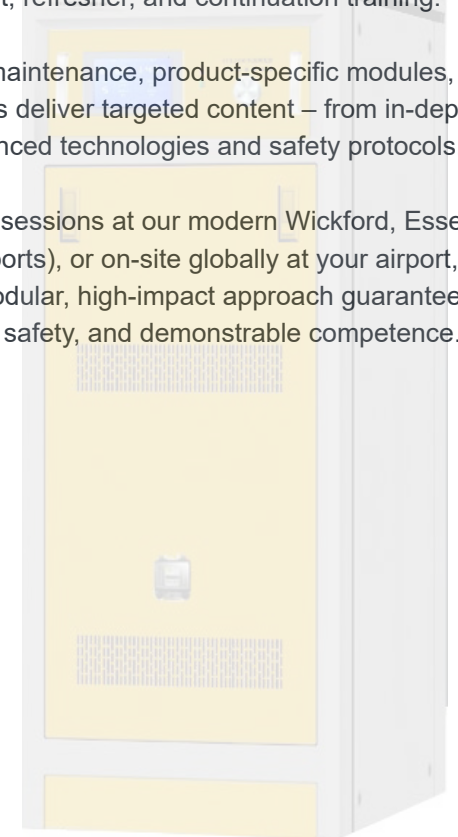 t, refresher, and continuation training.
maintenance, product-specific modules,
s deliver targeted content – from in-dep
nced technologies and safety protocols
sessions at our modern Wickford, Esse
orts), or on-site globally at your airport,
odular, high-impact approach guarantee
safety, and demonstrable competence.